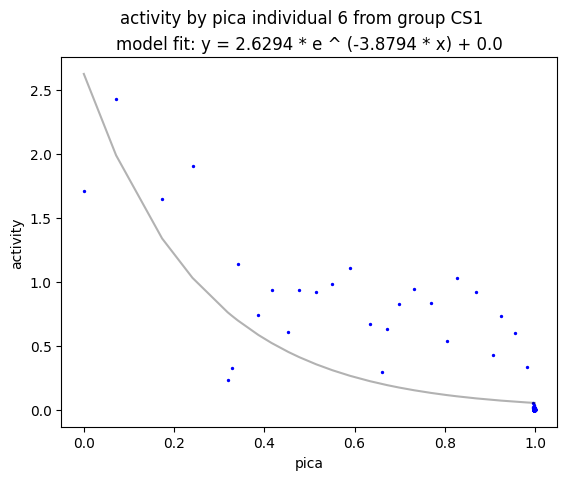 activity by pica individual 6 from group CS1
model fit: y = 2.6294 * e ^ (-3.8794 * x) + 0.0
2.5
2.0
1.5
1.0
0.5
0.0
activity
0.0 0.2 0.4 0.6 0.8 1.0
pica